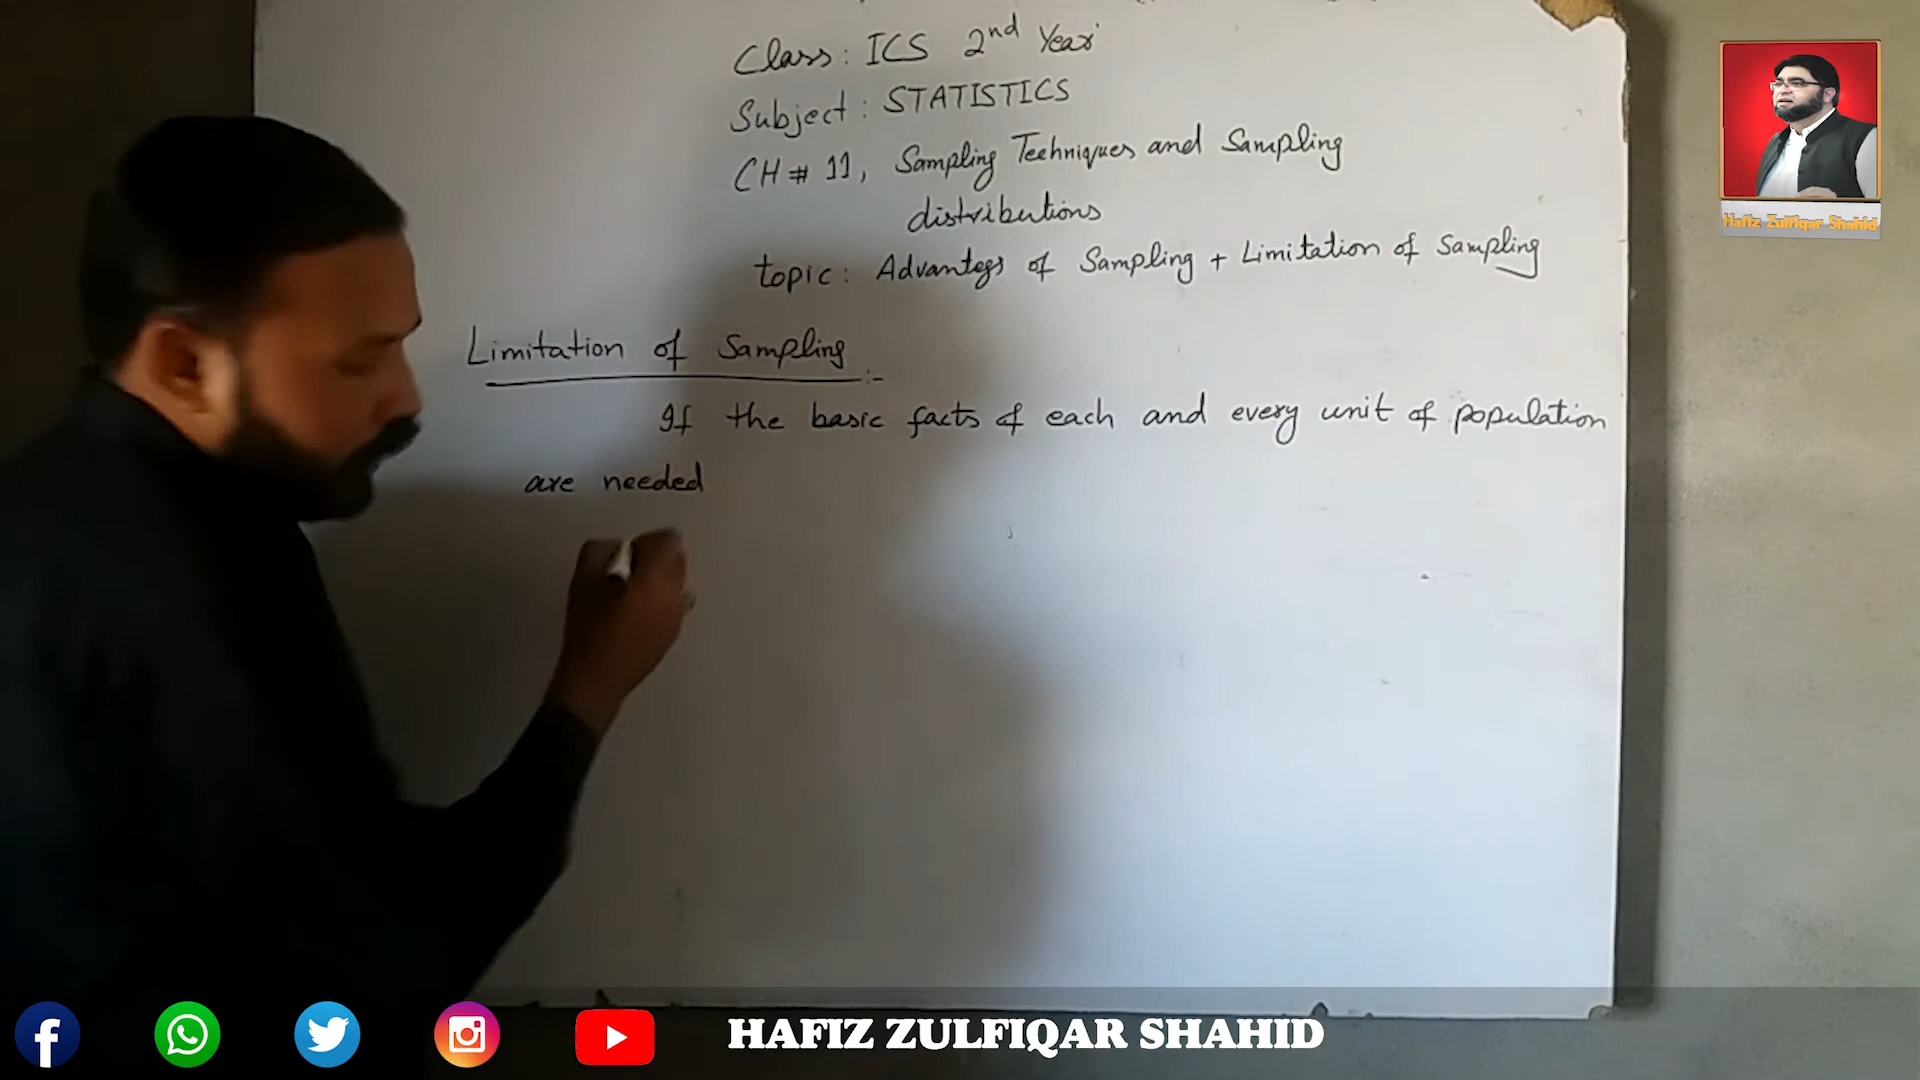 Class: ICS 2nd Year
Subject: STATISTICS
CH # 11, Sampling Techniques and Sampling
distributions
topic: Advanteges of Sampling + Limitation of Sampling
Limitation of Sampling :-
If the basic facts of each and every unit of population
are needed
Hafiz Zulfiqar Shahid
HAFIZ ZULFIQAR SHAHID